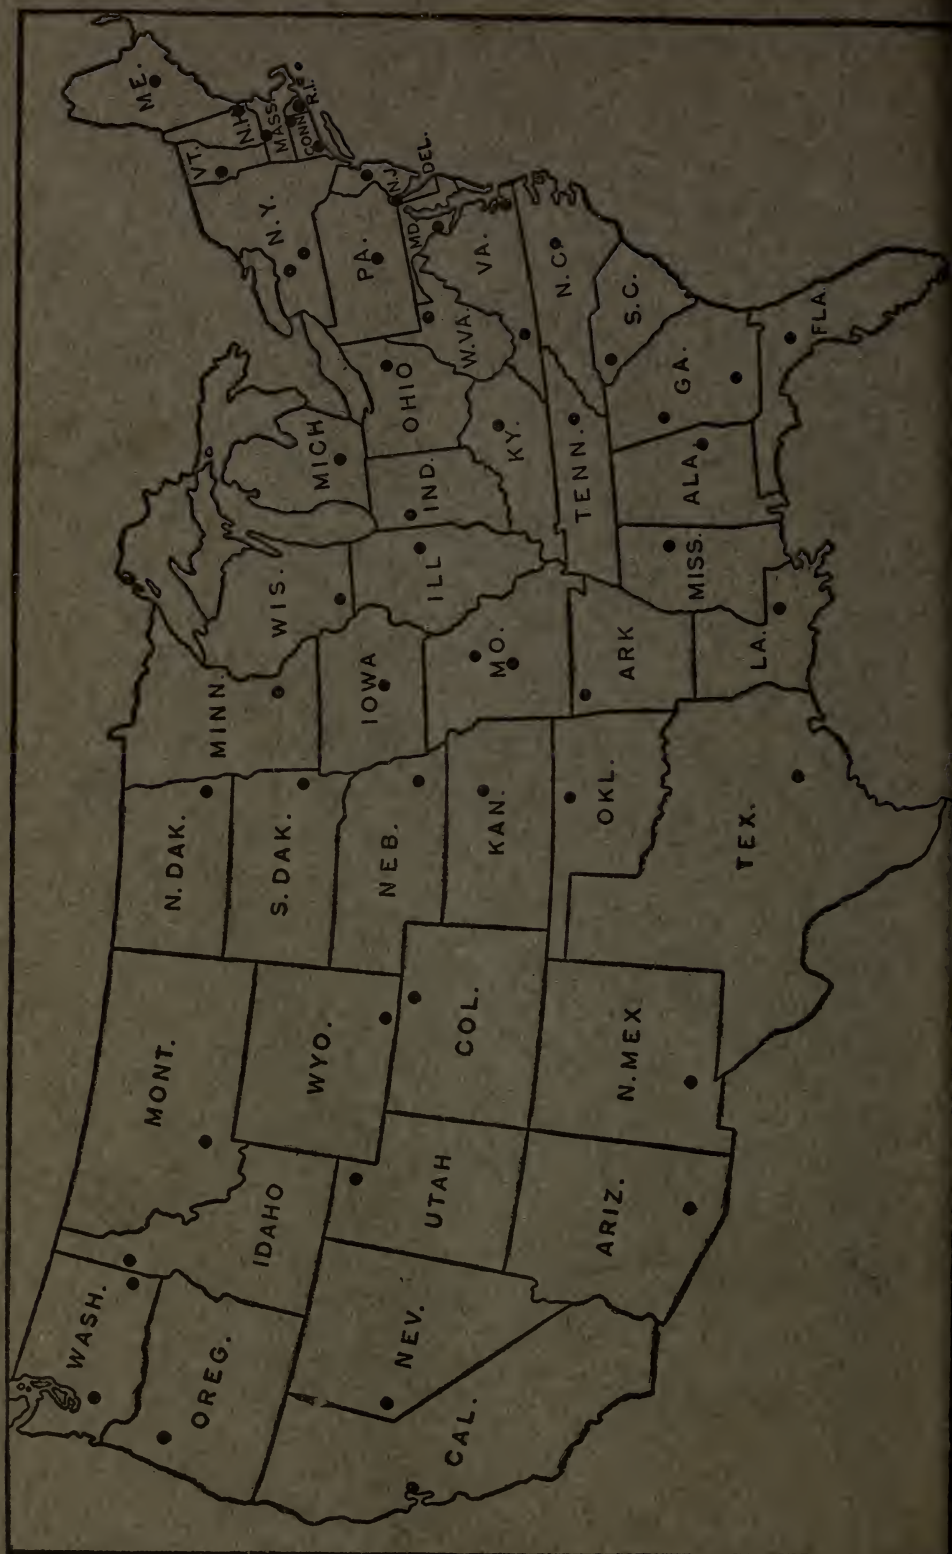 WASH.
OREG.
CAL.
NEV.
IDAHO
MONT.
WYO.
UTAH
COL.
ARIZ.
N.MEX
N.DAK.
S.DAK.
NEB.
KAN.
OKL.
TEX.
MINN.
IOWA
MO.
ARK
LA.
WIS.
ILL
MICH
IND.
OHIO
KY.
TENN.
MISS.
ALA.
GA.
FLA
S.C.
N.C.
VA.
W.VA.
MD.
DEL.
PA.
N.J.
N.Y.
CONN
R.I.
MASS.
VT.
N.H.
ME.